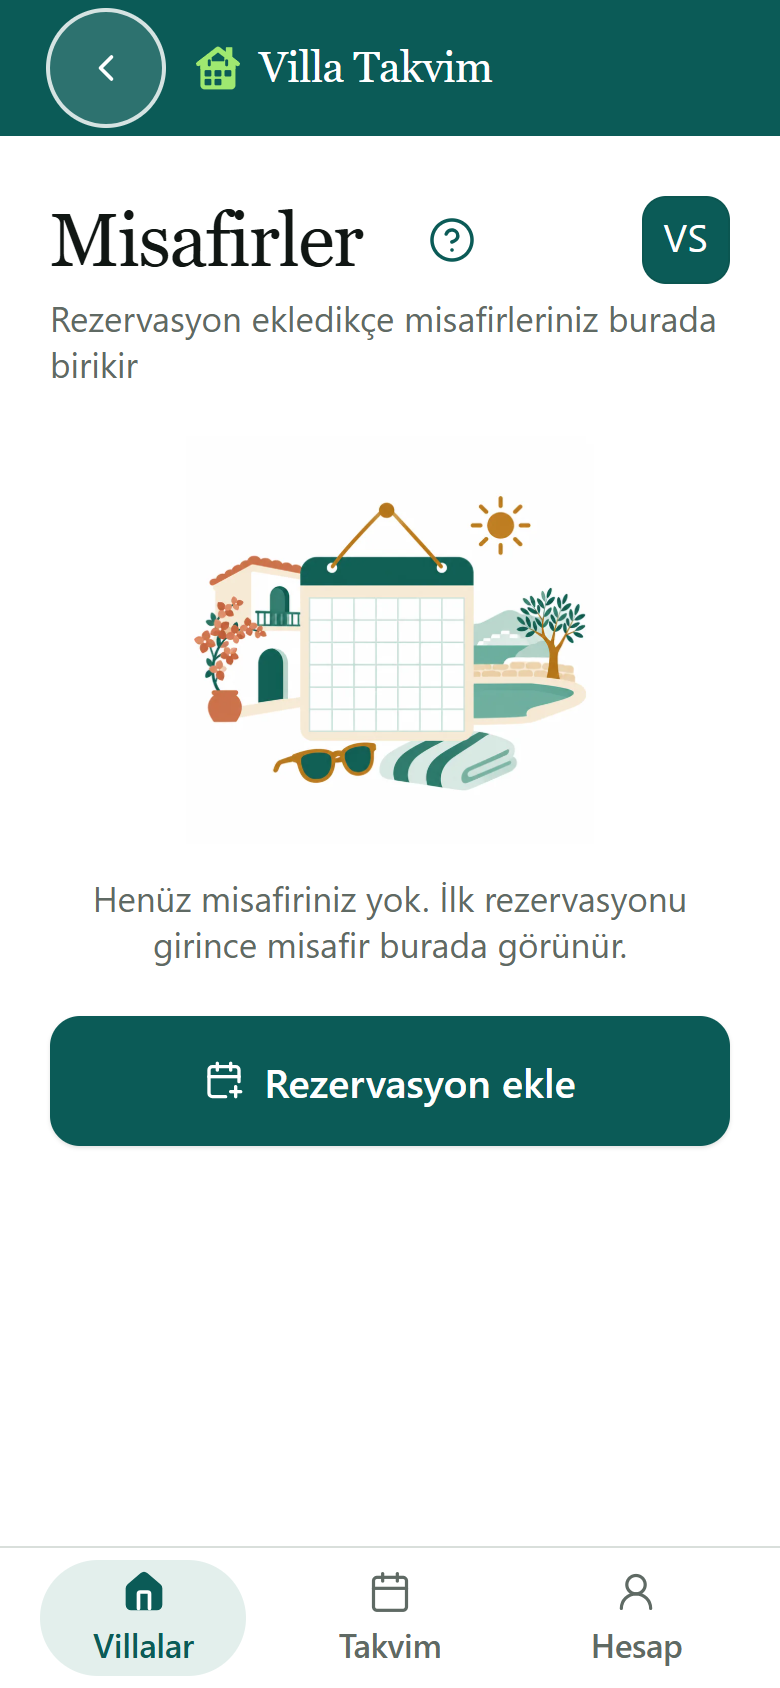 Villa Takvim
Misafirler
VS
Rezervasyon ekledikçe misafirleriniz burada
birikir
Henüz misafiriniz yok. İlk rezervasyonu
girince misafir burada görünür.
Rezervasyon ekle
Villalar
Takvim
Hesap